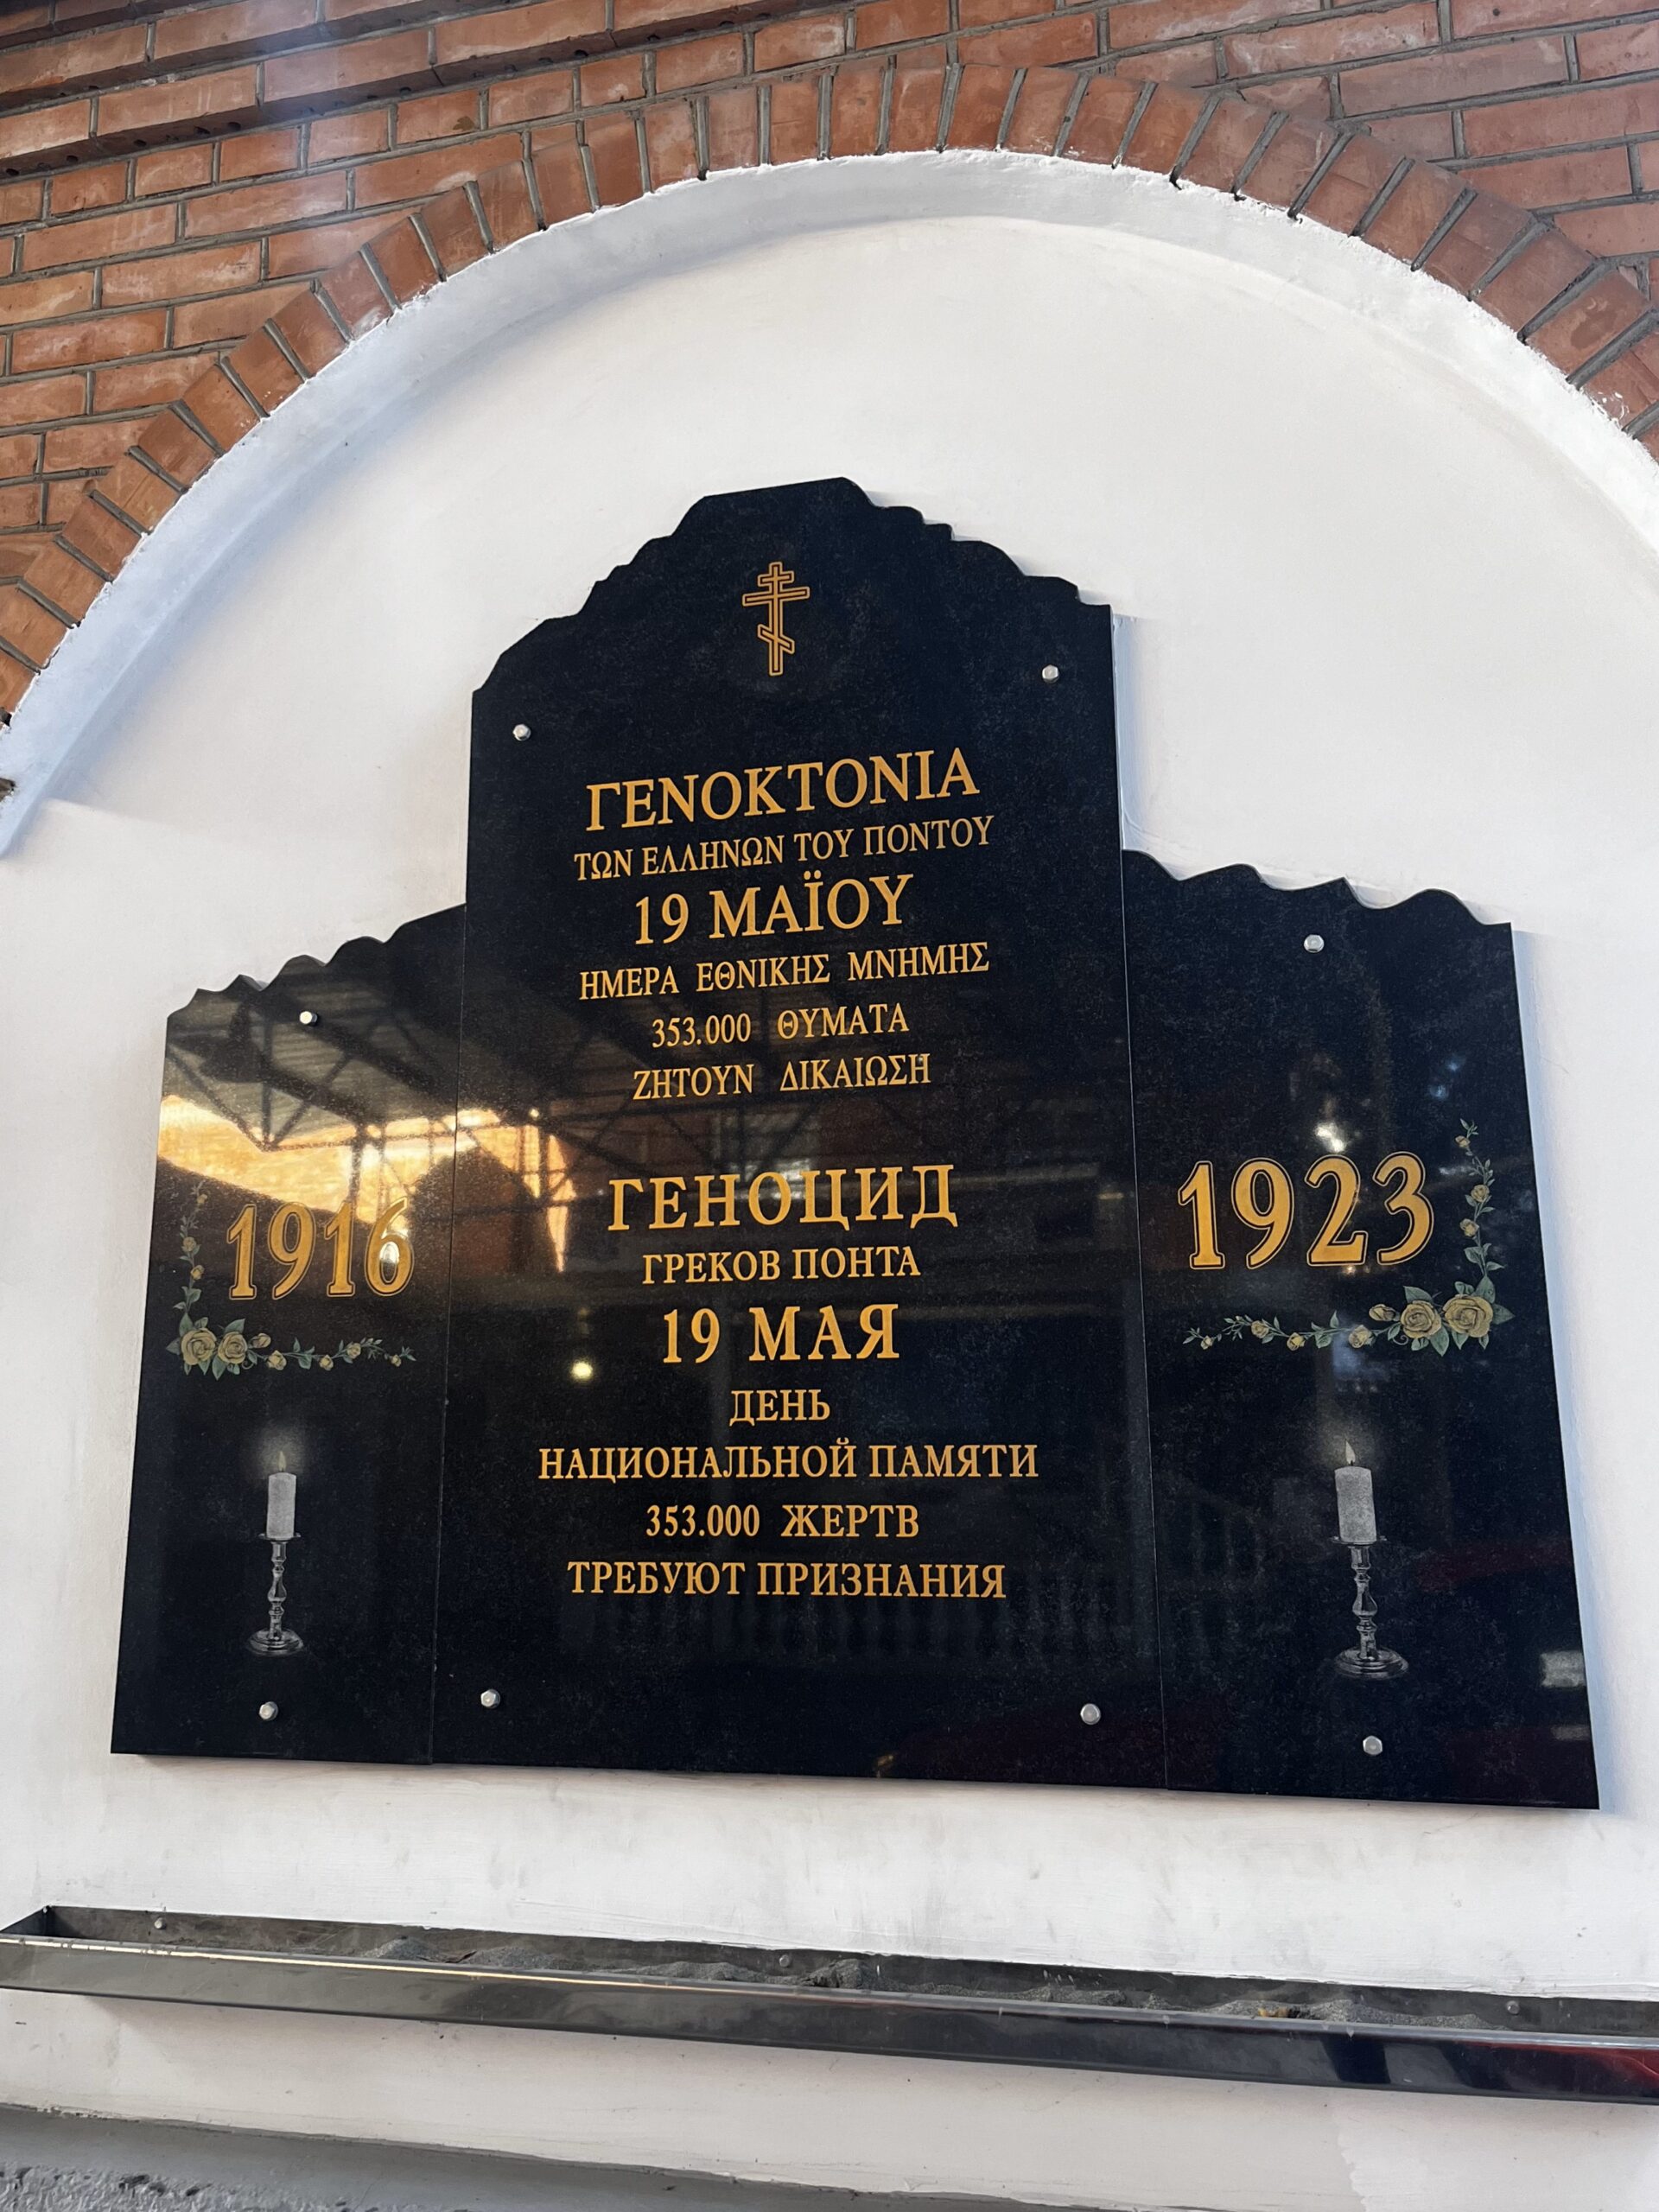 ΓΕΝΟΚΤΟΝΙΑ
ΤΩΝ ΕΛΛΗΝΩΝ ΤΟΥ ΠΟΝΤΟΥ
19 ΜΑΪΟΥ
ΗΜΕΡΑ ΕΘΝΙΚΗΣ ΜΝΗΜΗΣ
353.000 ΘΥΜΑΤΑ
ΖΗΤΟΥΝ ΔΙΚΑΙΩΣΗ
1916
ГЕНОЦИД
ГРЕКОВ ПОНТА
19 МАЯ
ДЕНЬ
НАЦИОНАЛЬНОЙ ПАМЯТИ
353.000 ЖЕРТВ
ТРЕБУЮТ ПРИЗНАНИЯ
1923